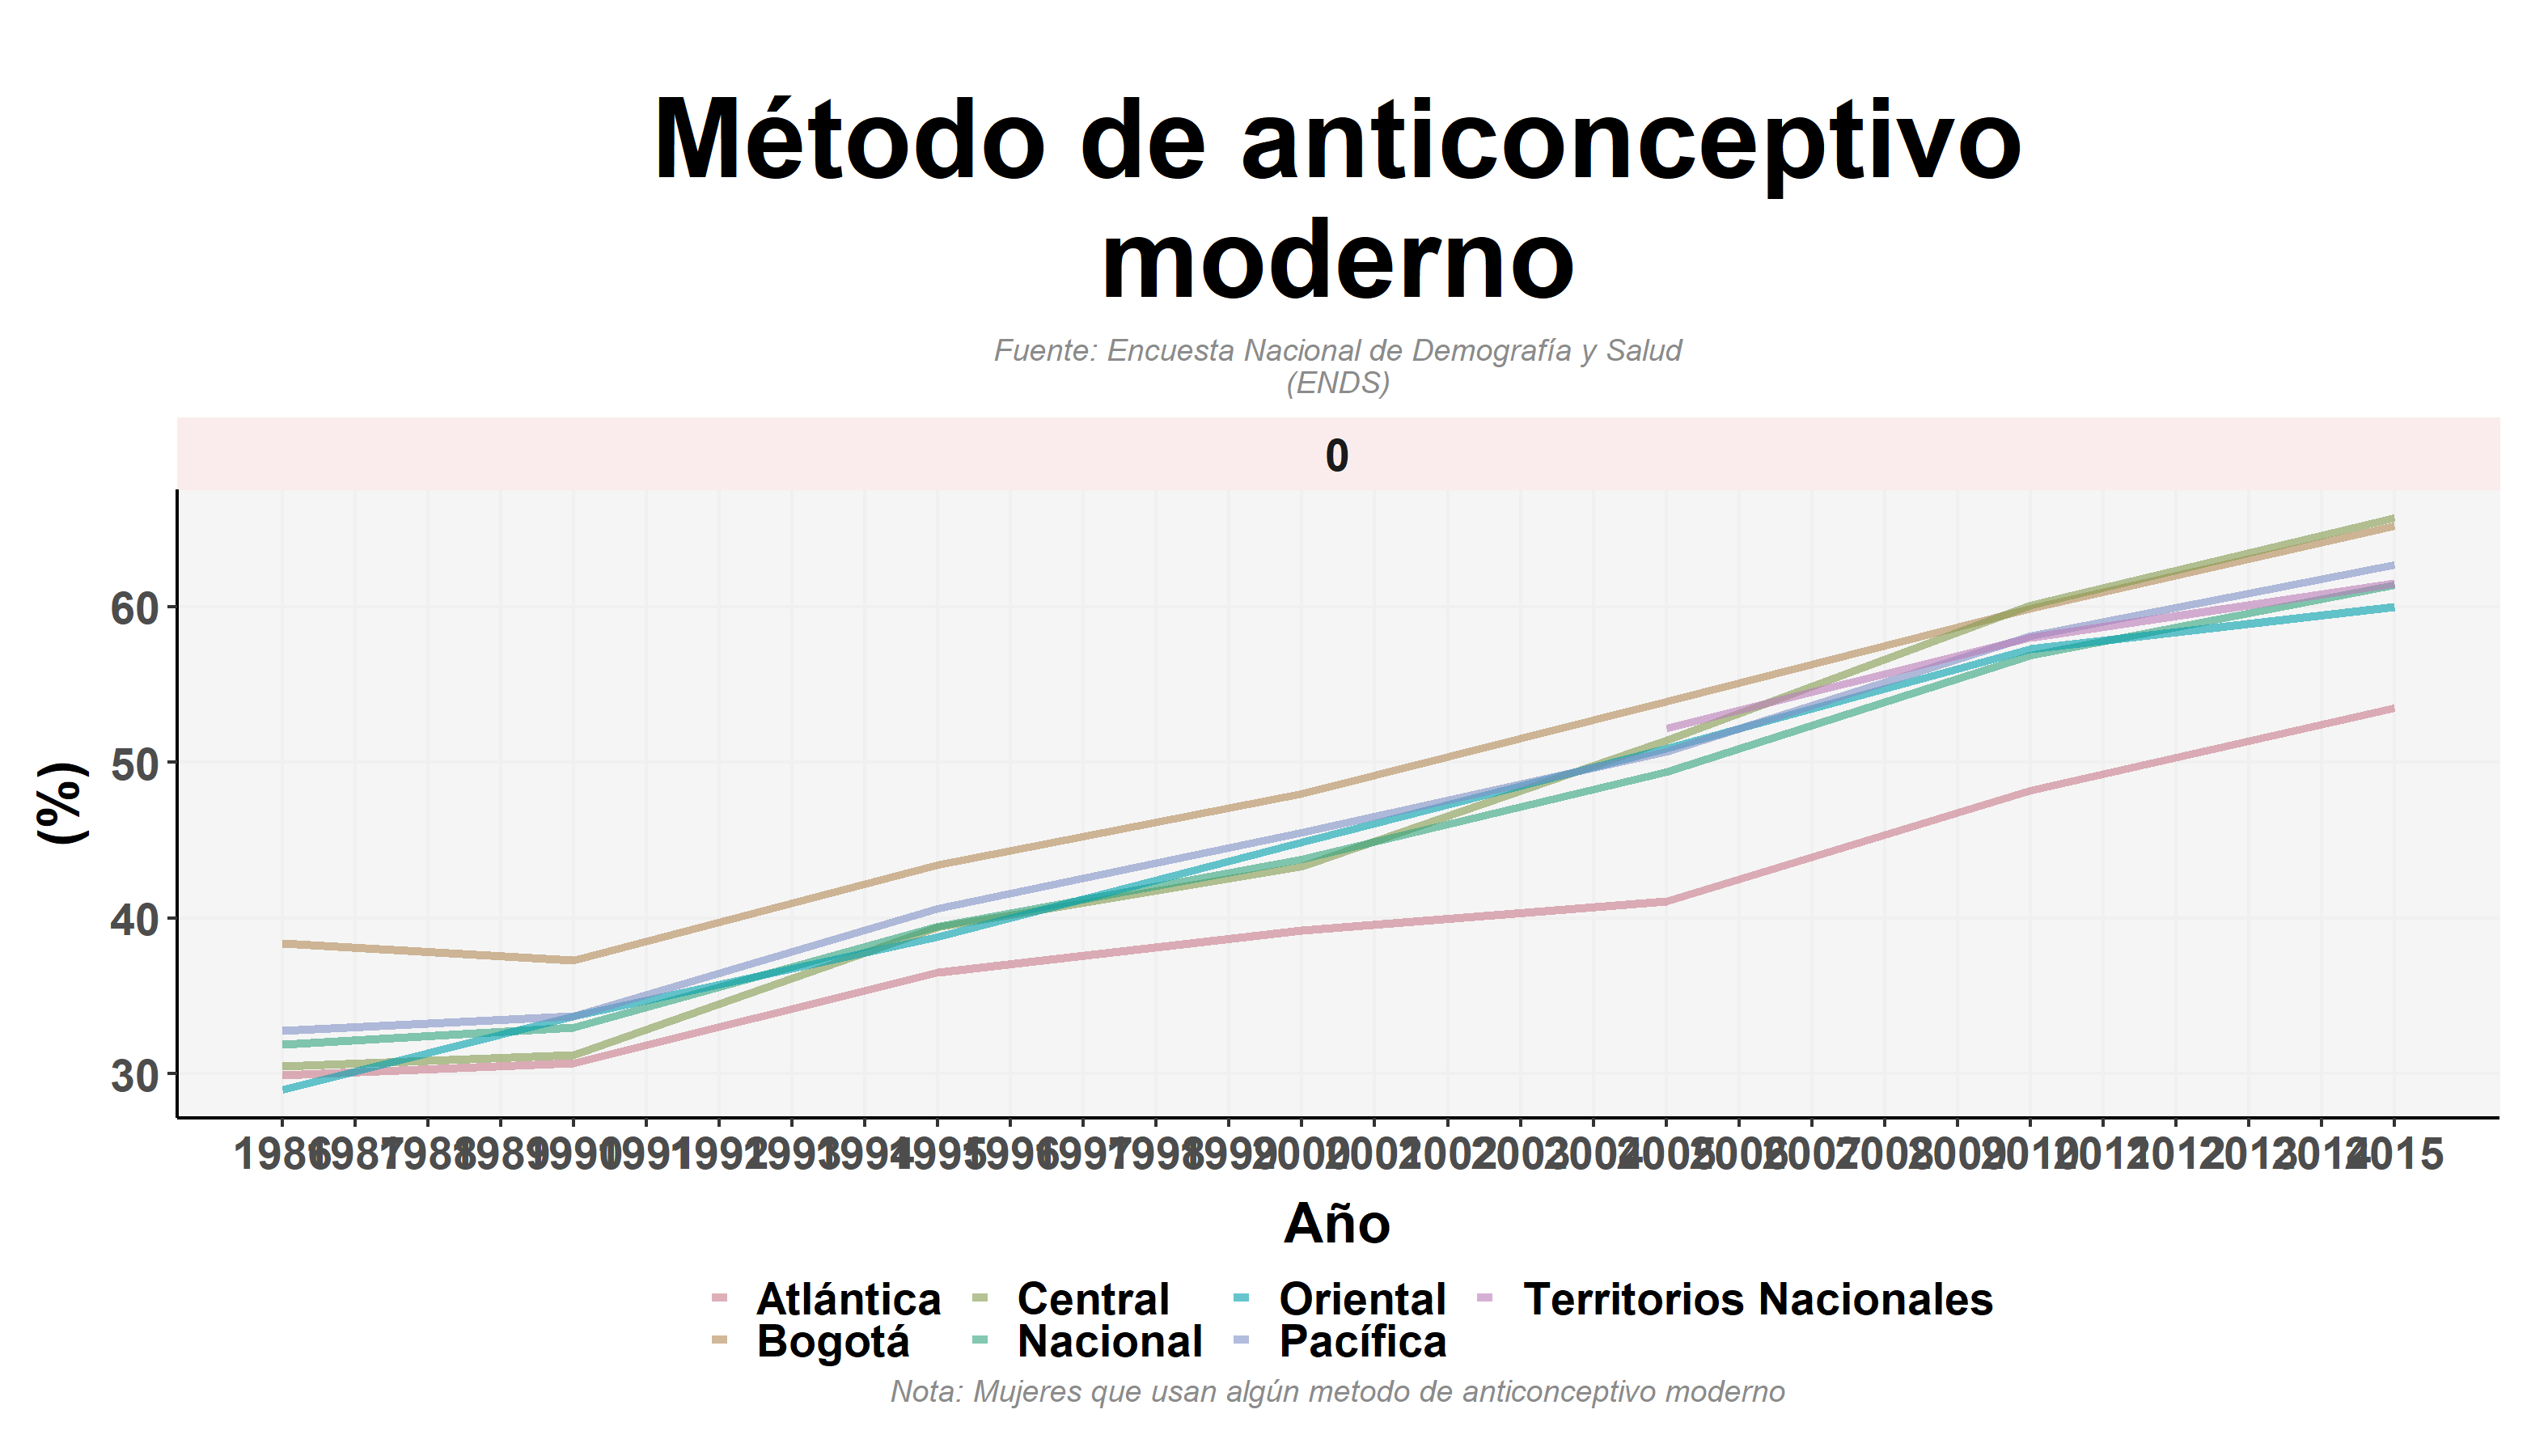 Método de anticonceptivo
moderno
Fuente: Encuesta Nacional de Demografía y Salud
(ENDS)
0
60
50
40
30
(%)
1986 1987 1988 1989 1990 1991 1992 1993 1994 1995 1996 1997 1998 1999 2000 2001 2002 2003 2004 2005 2006 2007 2008 2009 2010 2011 2012 2013 2014 2015
Año
Atlántica Central Oriental Territorios Nacionales
Bogotá Nacional Pacífica
Nota: Mujeres que usan algún metodo de anticonceptivo moderno